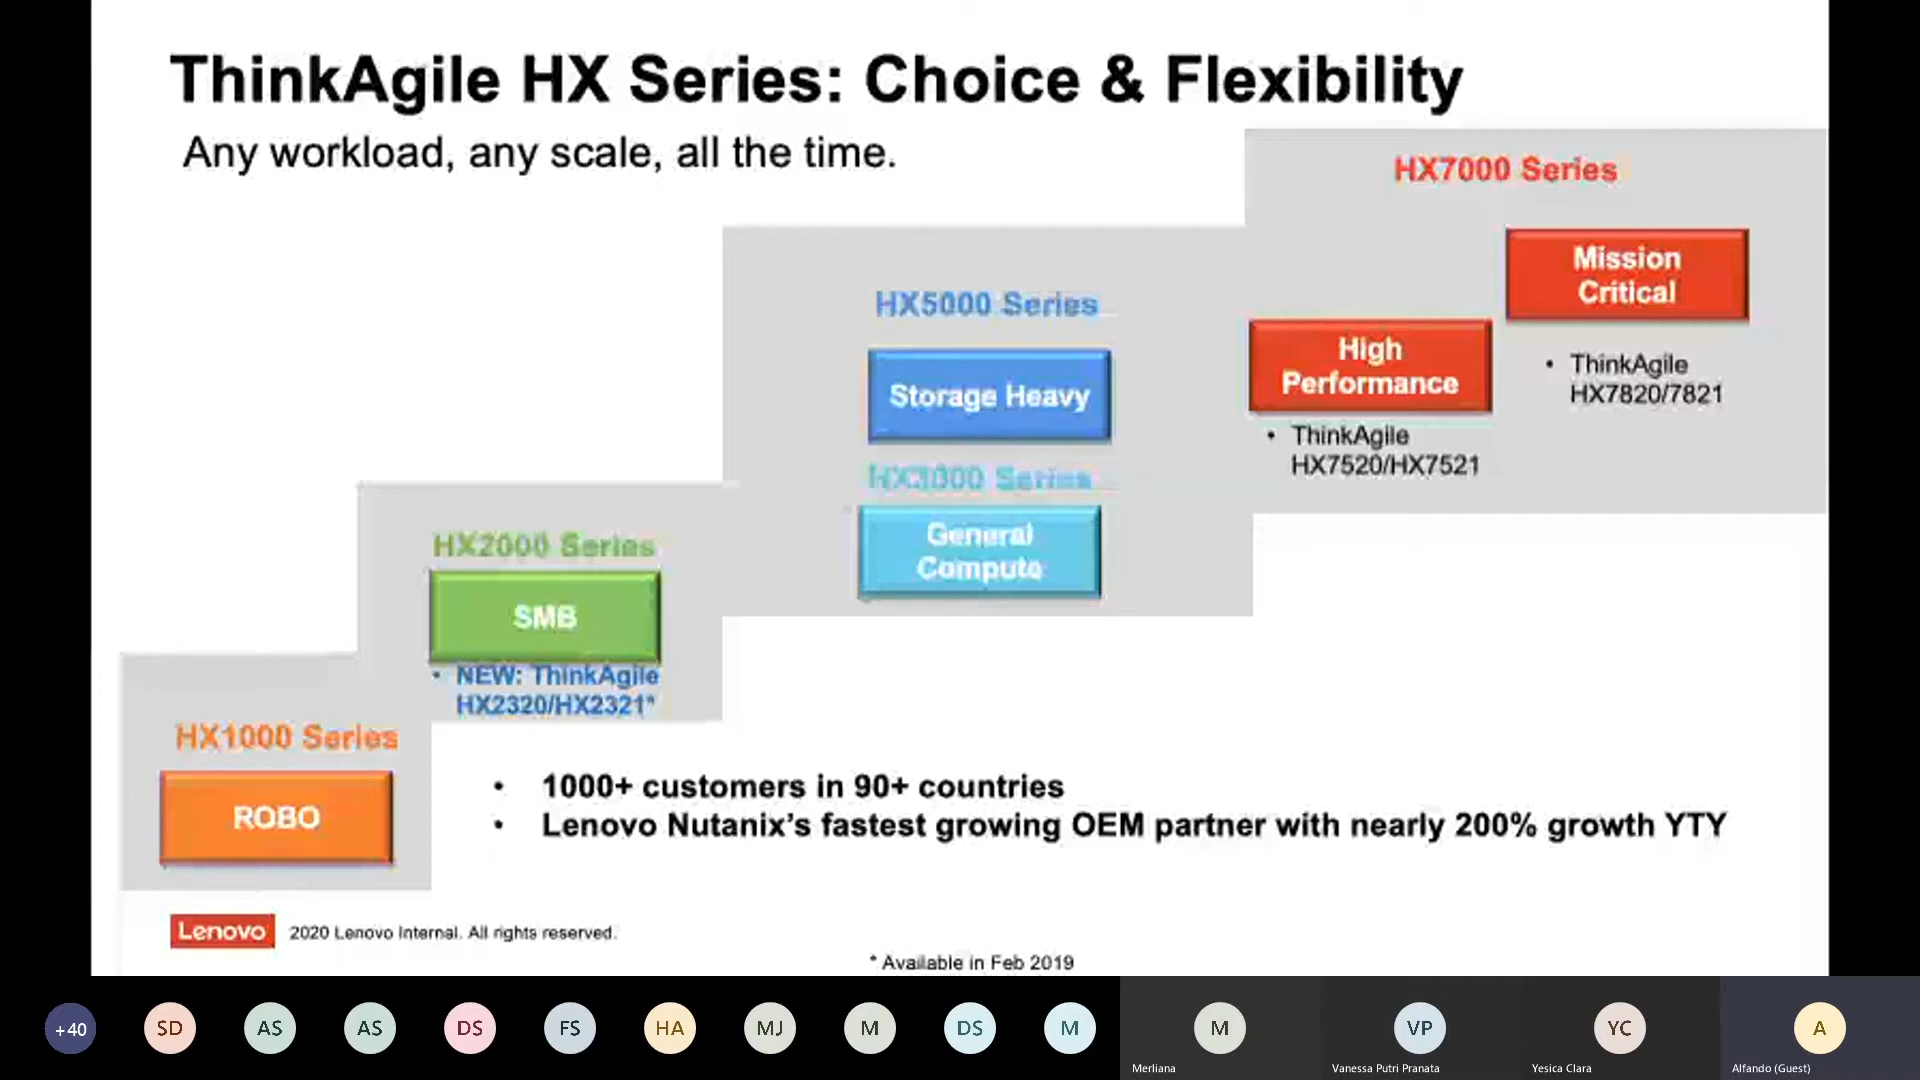 ThinkAgile HX Series: Choice & Flexibility
Any workload, any scale, all the time.
HX7000 Series
Mission
Critical
• ThinkAgile
HX7820/7821
High
Performance
• ThinkAgile
HX7520/HX7521
HX5000 Series
Storage Heavy
HX3000 Series
General
Compute
HX2000 Series
SMB
• NEW: ThinkAgile
HX2320/HX2321*
HX1000 Series
ROBO
• 1000+ customers in 90+ countries
• Lenovo Nutanix’s fastest growing OEM partner with nearly 200% growth YTY
Lenovo 2020 Lenovo Internal. All rights reserved.
* Available in Feb 2019
+40 SD AS AS DS FS HA MJ M DS M M VP YC A
Merliana Vanessa Putri Pranata Yesica Clara Alfando (Guest)